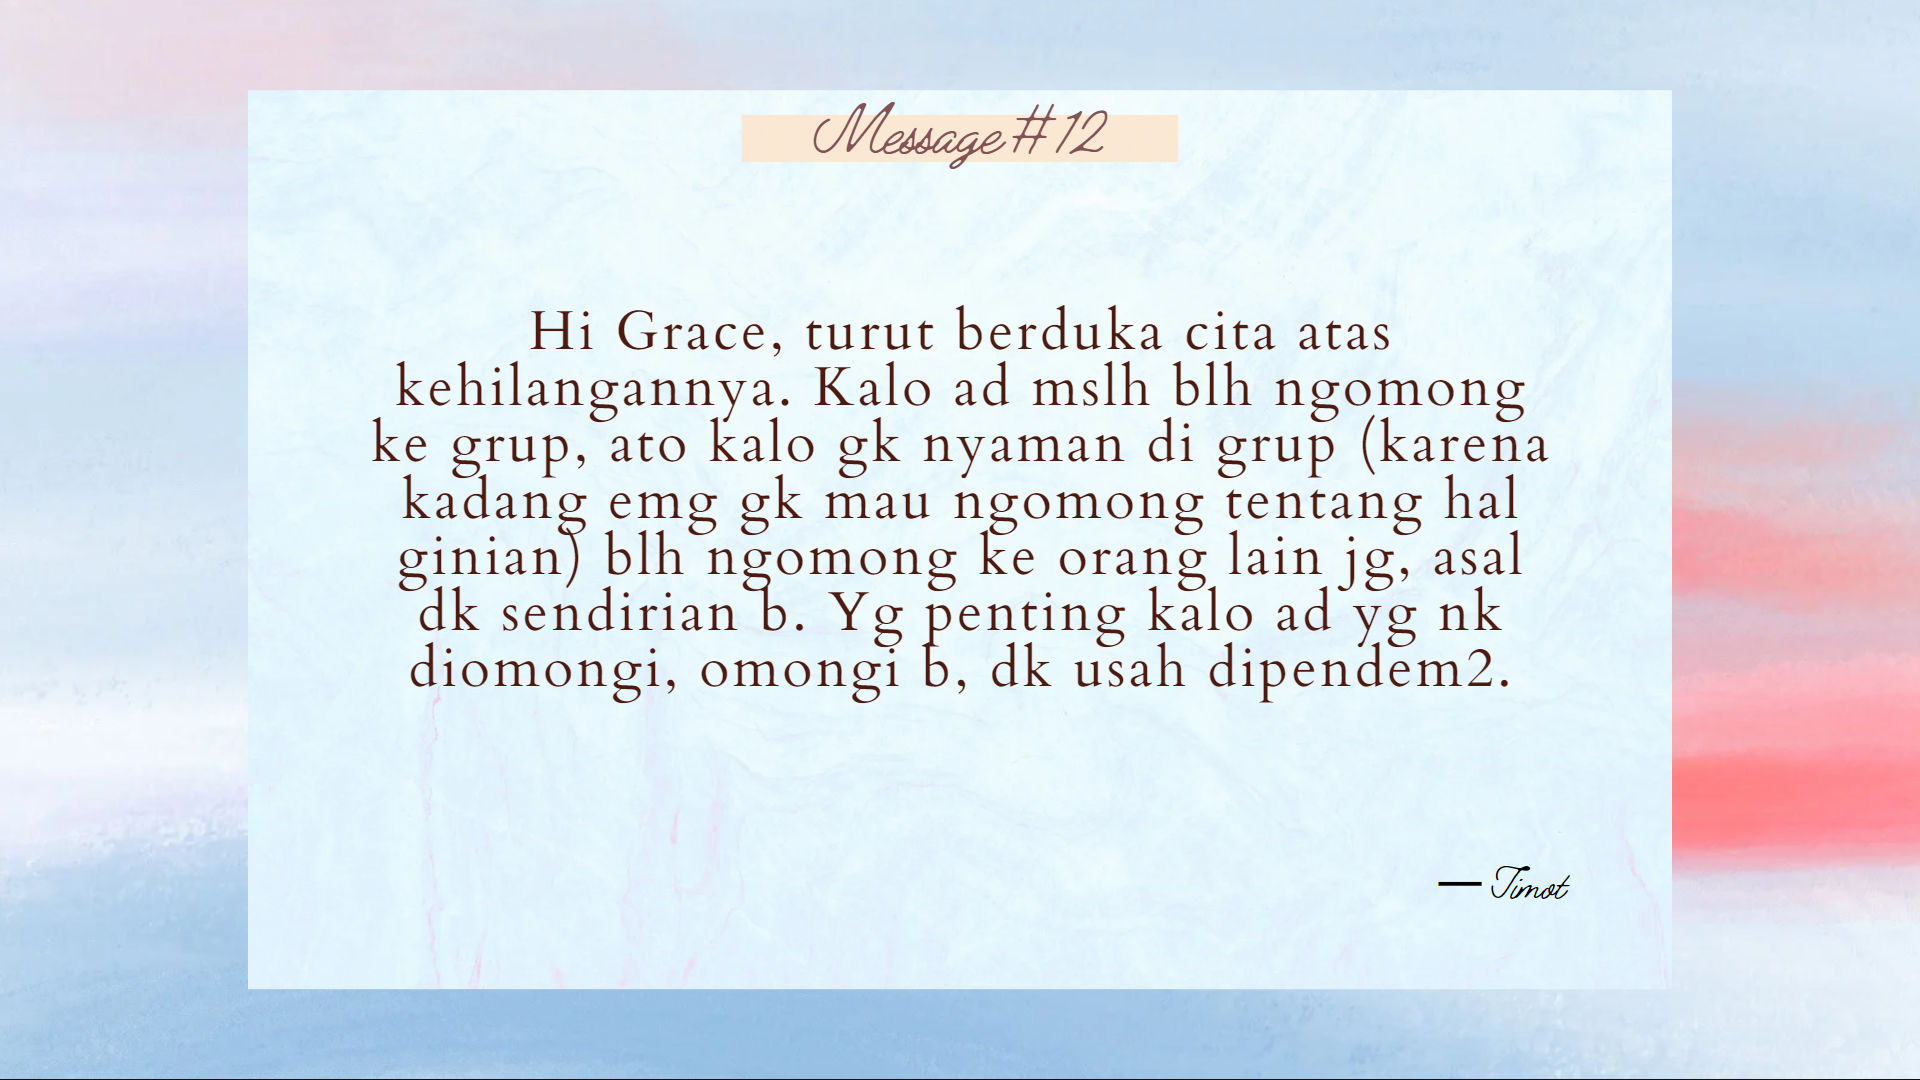 Message #12
Hi Grace, turut berduka cita atas
kehilangannya. Kalo ad mslh blh ngomong
ke grup, ato kalo gk nyaman di grup (karena
kadang emg gk mau ngomong tentang hal
ginian) blh ngomong ke orang lain jg, asal
dk sendirian b. Yg penting kalo ad yg nk
diomongi, omongi b, dk usah dipendem2.
— Timot